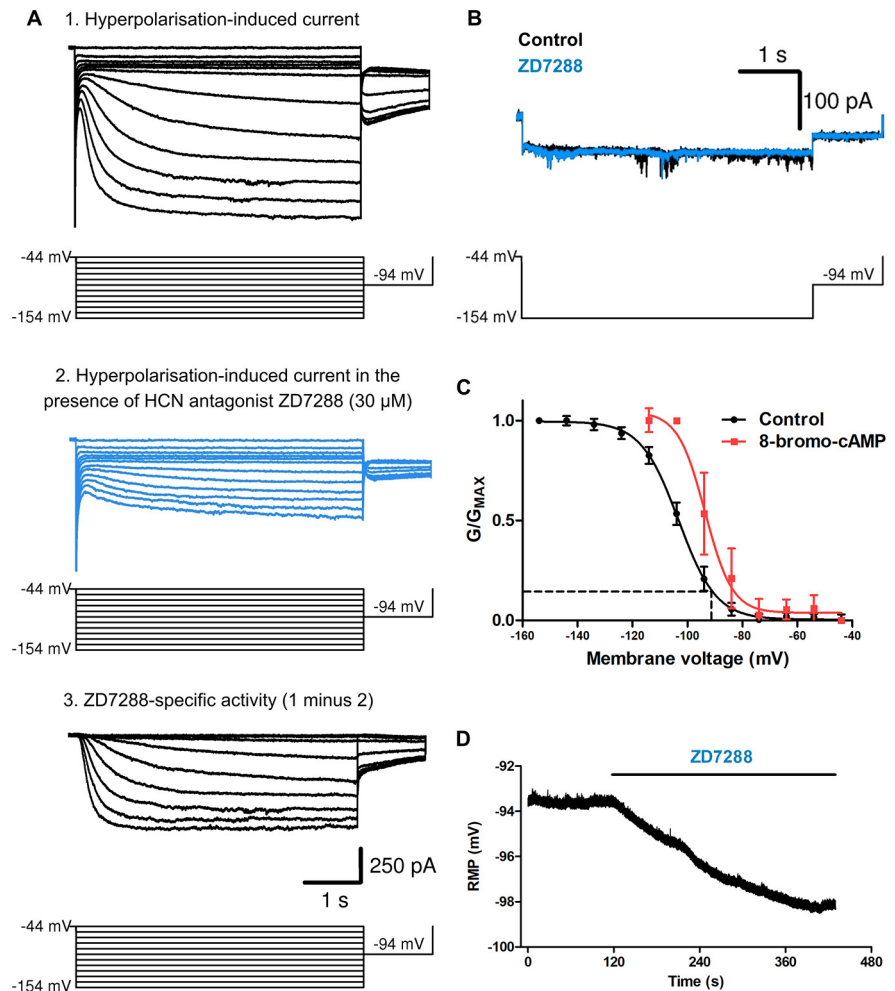 A
1. Hyperpolarisation-induced current
-44 mV
-94 mV
-154 mV
2. Hyperpolarisation-induced current in the
presence of HCN antagonist ZD7288 (30 µM)
-44 mV
-94 mV
-154 mV
3. ZD7288-specific activity (1 minus 2)
250 pA
1 s
-44 mV
-94 mV
-154 mV
B
Control
ZD7288
1 s
100 pA
-44 mV
-94 mV
-154 mV
C
Control
8-bromo-cAMP
G/GMAX
1.0
0.5
0.0
-160 -140 -120 -100 -80 -60 -40
Membrane voltage (mV)
D
ZD7288
RMP (mV)
-92
-94
-96
-98
-100
0 120 240 360 480
Time (s)